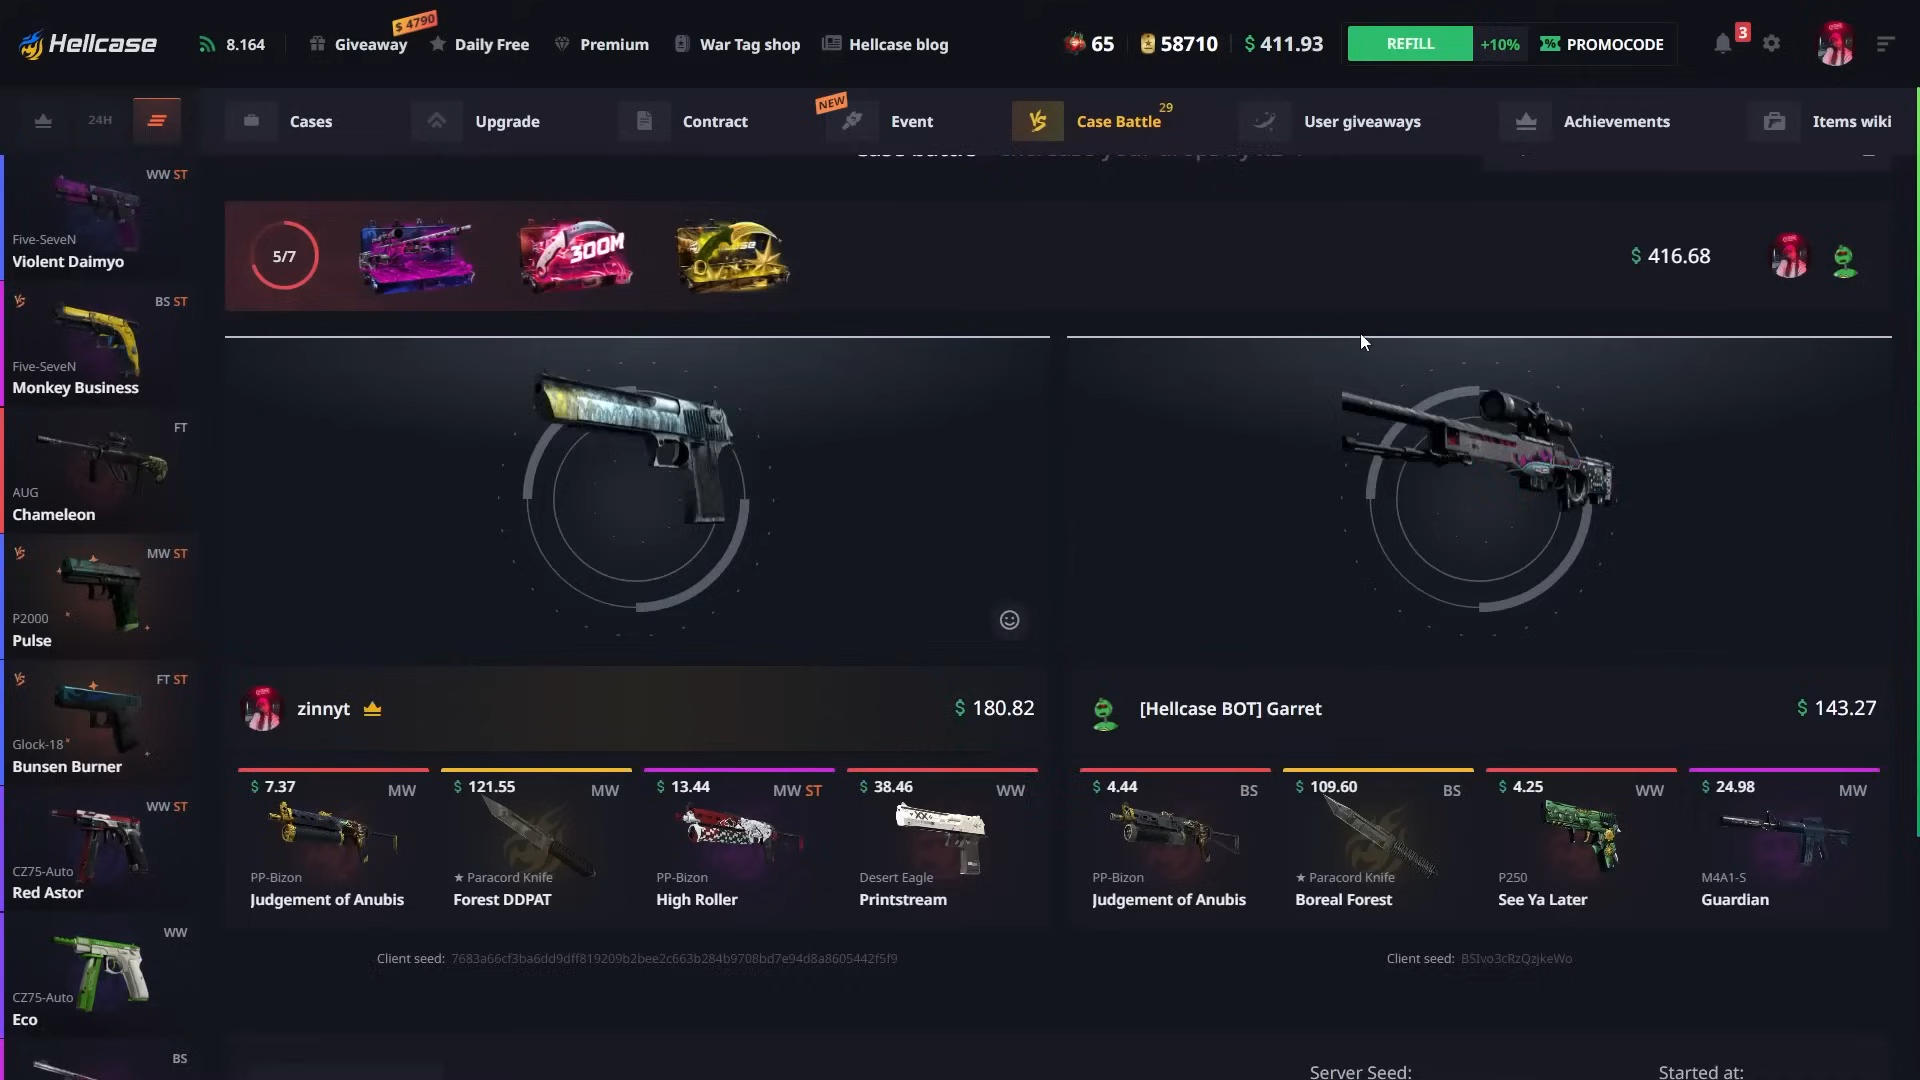 Hellcase
8.164
$ 4790
Giveaway
Daily Free
Premium
War Tag shop
Hellcase blog
65
58710
$ 411.93
REFILL
+10%
PROMOCODE
3
24H
Cases
Upgrade
Contract
NEW
Event
VS
Case Battle
29
User giveaways
Achievements
Items wiki
WW ST
Five-SeveN
Violent Daimyo
VS
BS ST
Five-SeveN
Monkey Business
FT
AUG
Chameleon
VS
MW ST
P2000
Pulse
VS
FT ST
Glock-18
Bunsen Burner
WW ST
CZ75-Auto
Red Astor
WW
CZ75-Auto
Eco
BS
5/7
300M
$ 416.68
zinnyt
$ 180.82
[Hellcase BOT] Garret
$ 143.27
$ 7.37
MW
PP-Bizon
Judgement of Anubis
$ 121.55
MW
★ Paracord Knife
Forest DDPAT
$ 13.44
MW ST
PP-Bizon
High Roller
$ 38.46
WW
Desert Eagle
Printstream
$ 4.44
BS
PP-Bizon
Judgement of Anubis
$ 109.60
BS
★ Paracord Knife
Boreal Forest
$ 4.25
WW
P250
See Ya Later
$ 24.98
MW
M4A1-S
Guardian
Client seed: 7683a66cf3ba6dd9dff819209b2bee2c663b284b9708bd7e94d8a8605442f5f9
Client seed: BSIvo3cRzQzjkeWo
Server Seed:
Started at: